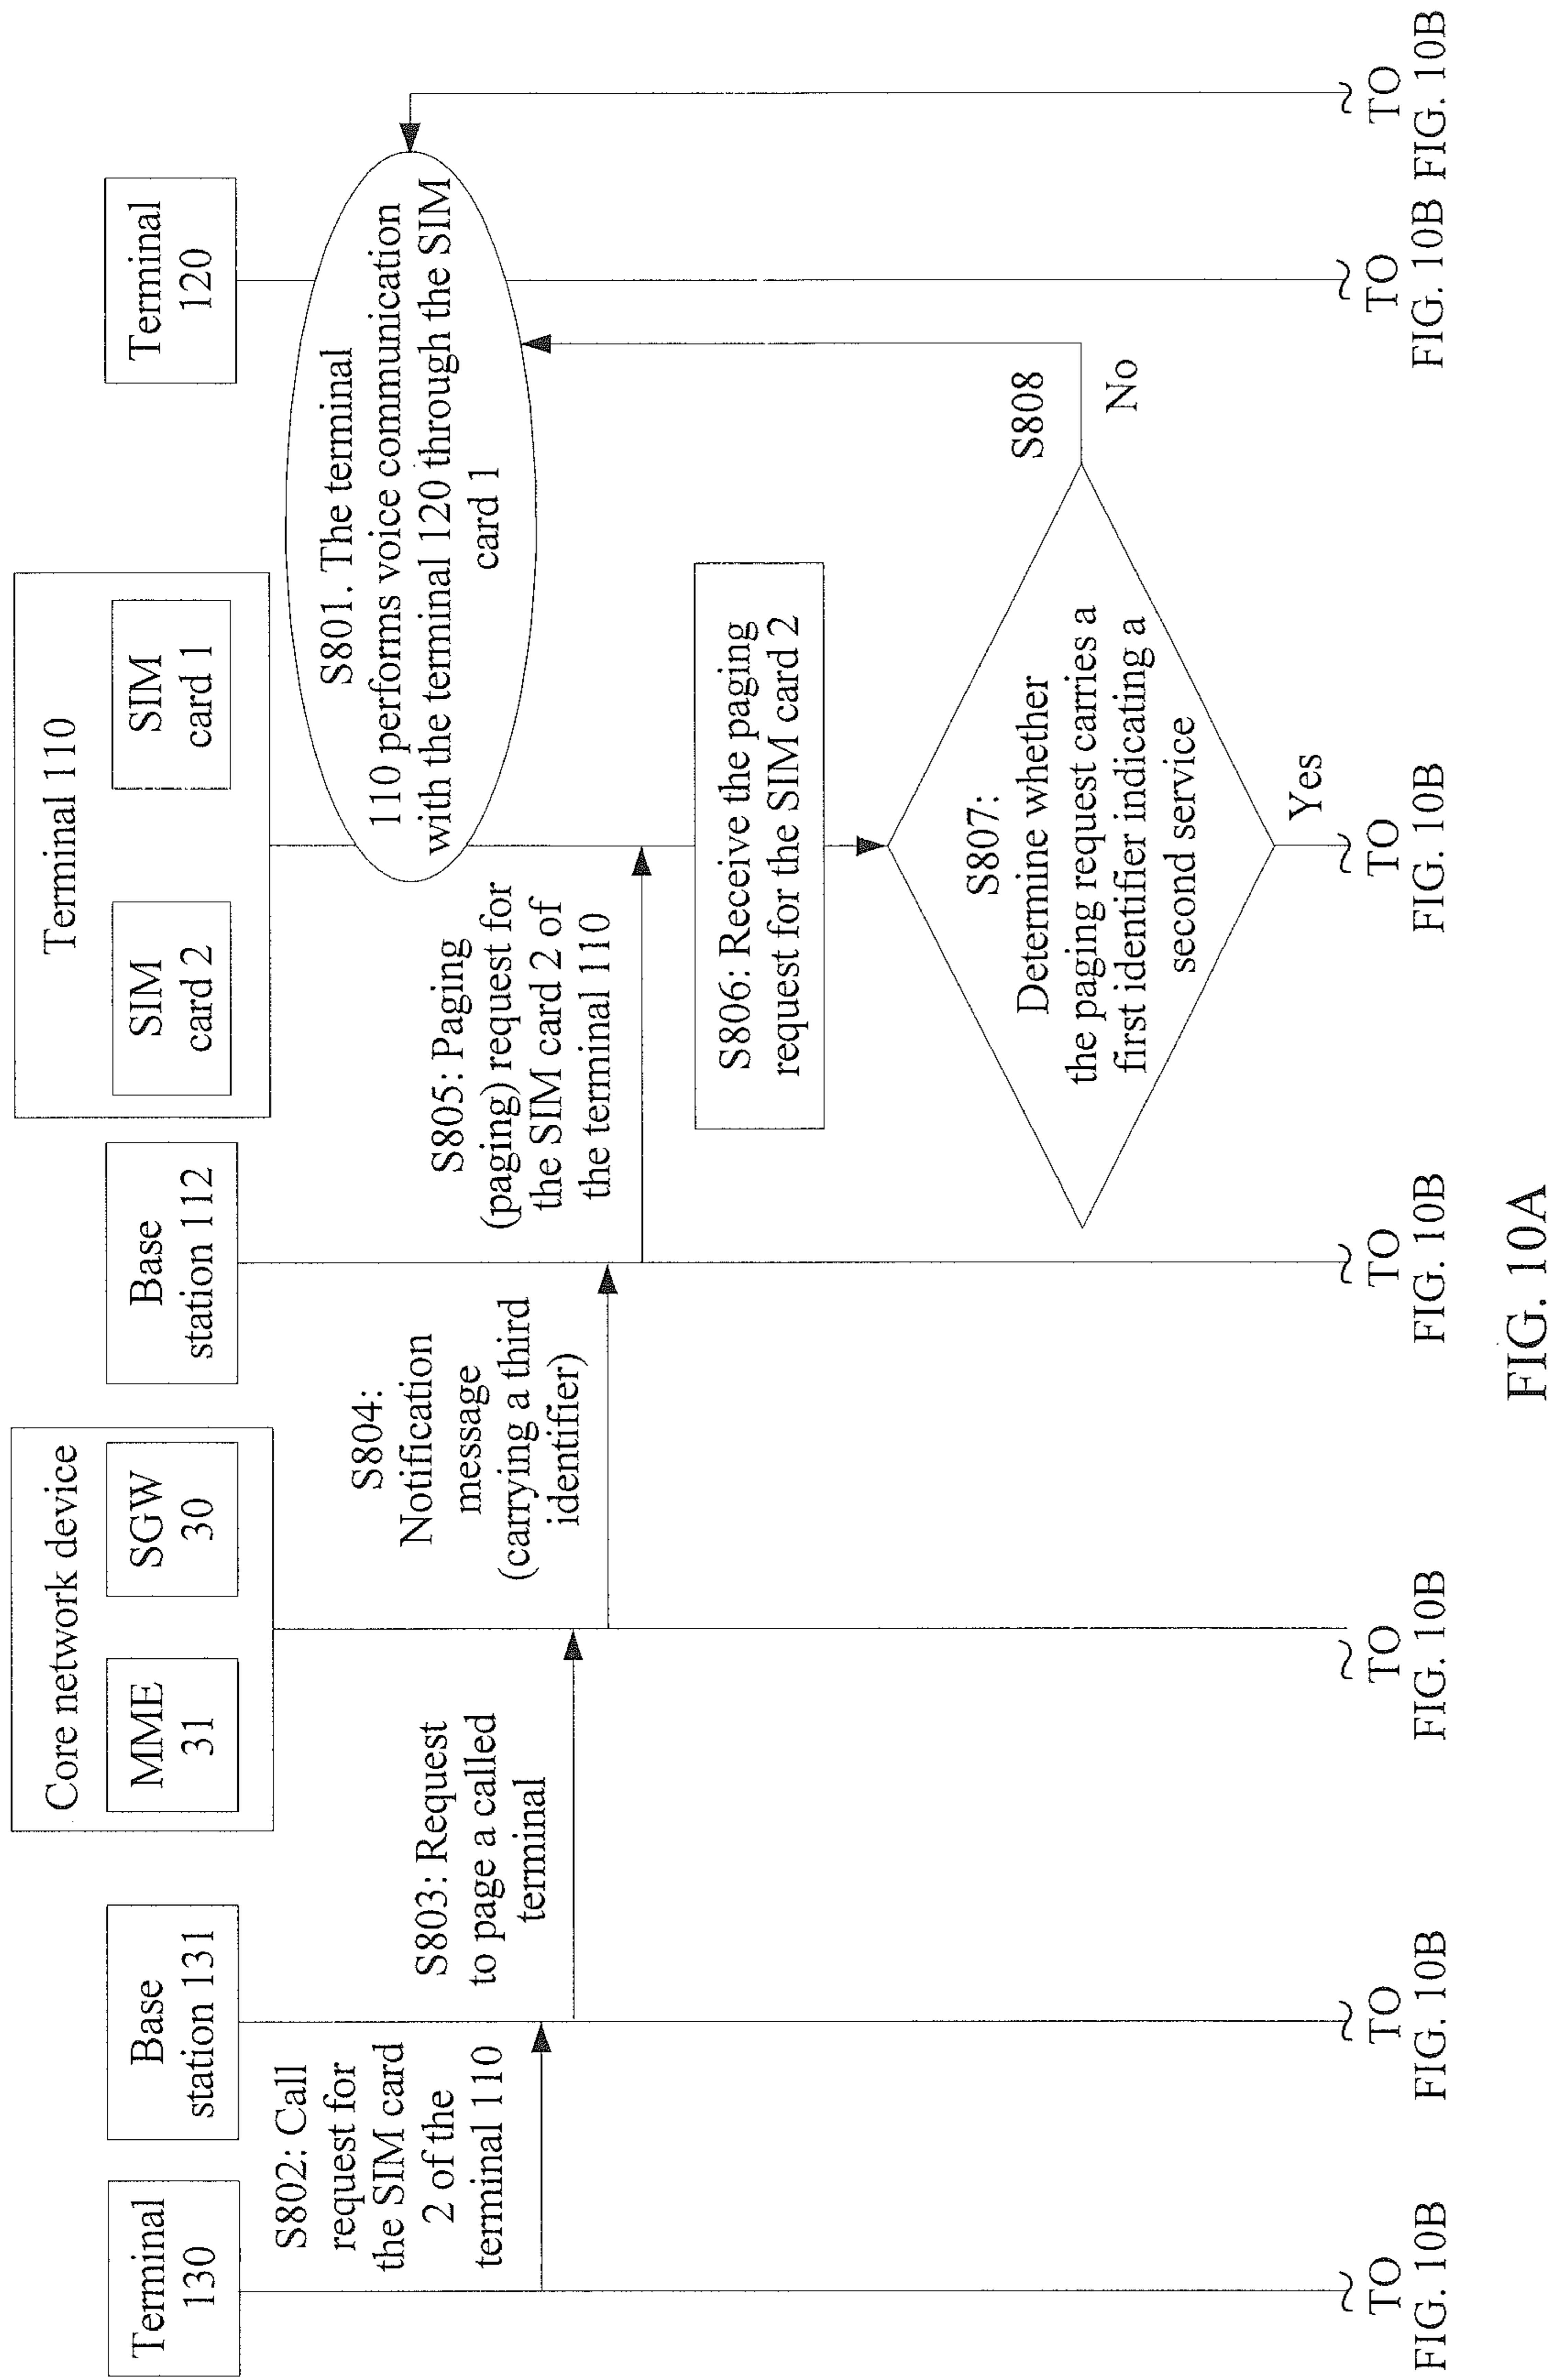 Terminal
130
Base
station 131
Core network device
MME
31
SGW
30
Base
station 112
Terminal 110
SIM
card 2
SIM
card 1
Terminal
120
S801. The terminal
110 performs voice communication
with the terminal 120 through the SIM
card 1
S802: Call
request for
the SIM card
2 of the
terminal 110
S803: Request
to page a called
terminal
S804:
Notification
message
(carrying a third
identifier)
S805: Paging
(paging) request for
the SIM card 2 of
the terminal 110
S806: Receive the paging
request for the SIM card 2
S807:
Determine whether
the paging request carries a
first identifier indicating a
second service
S808
No
Yes
TO
FIG. 10B
TO
FIG. 10B
TO
FIG. 10B
TO
FIG. 10B
TO
FIG. 10B
TO
FIG. 10B
TO
FIG. 10B
FIG. 10A